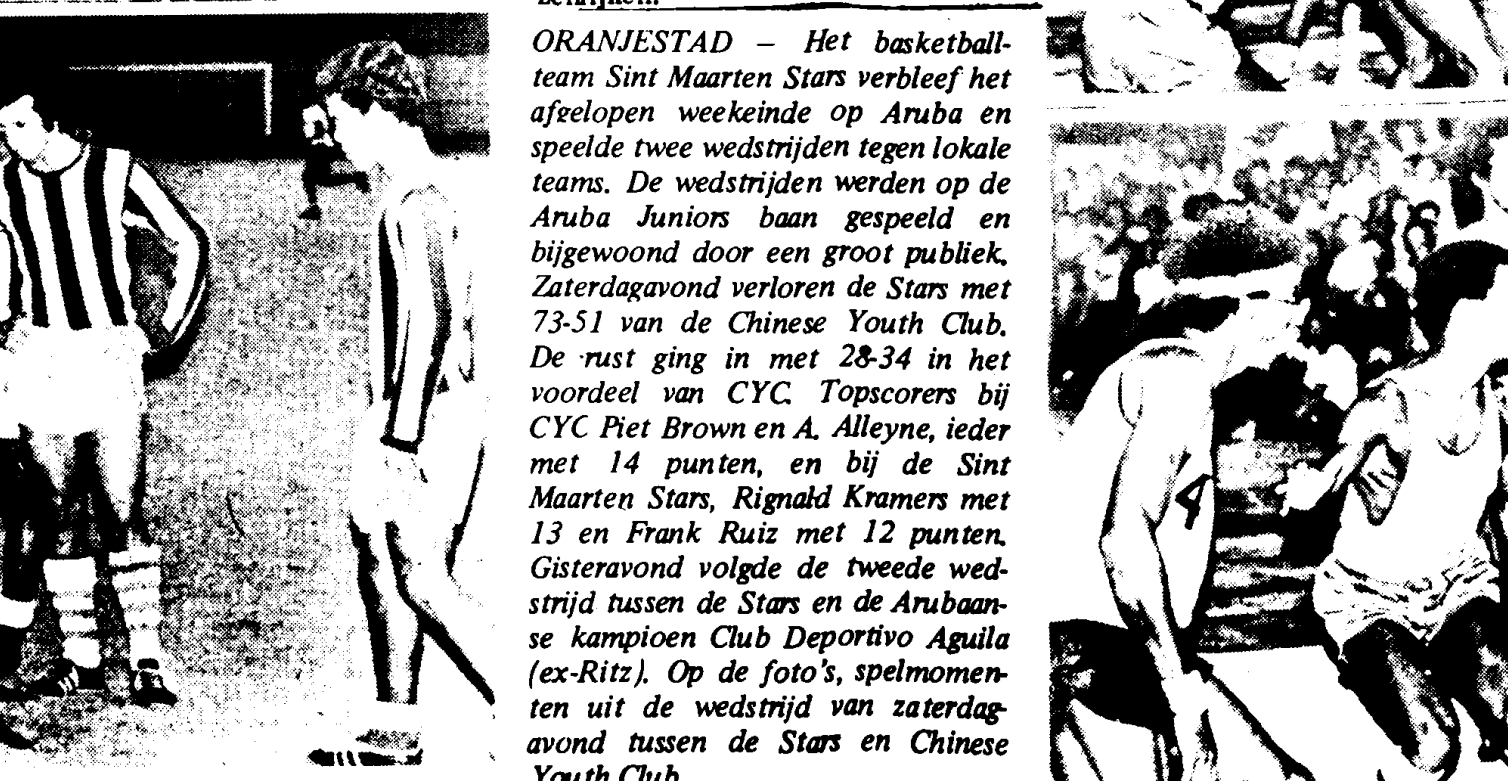 ORANJESTAD – Het basketball-
team Sint Maarten Stars verbleef het
afgelopen weekeinde op Aruba en
speelde twee wedstrijden tegen lokale
teams. De wedstrijden werden op de
Aruba Juniors baan gespeeld en
bijgewoond door een groot publiek.
Zaterdagavond verloren de Stars met
73-51 van de Chinese Youth Club.
De rust ging in met 28-34 in het
voordeel van CYC. Topscorers bij
CYC Piet Brown en A. Alleyne, ieder
met 14 punten, en bij de Sint
Maarten Stars, Rignald Kramers met
13 en Frank Ruiz met 12 punten.
Gisteravond volgde de tweede wed-
strijd tussen de Stars en de Arubaan-
se kampioen Club Deportivo Aguila
(ex-Ritz). Op de foto's, spelmomen-
ten uit de wedstrijd van zaterdag-
avond tussen de Stars en Chinese
Youth Club.
4